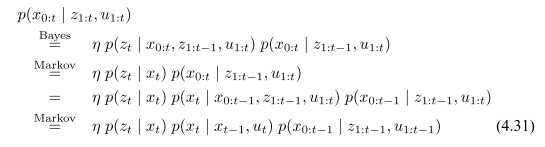 p(x_{0:t} | z_{1:t}, u_{1:t})
Bayes
= η p(z_t | x_{0:t}, z_{1:t−1}, u_{1:t}) p(x_{0:t} | z_{1:t−1}, u_{1:t})
Markov
= η p(z_t | x_t) p(x_{0:t} | z_{1:t−1}, u_{1:t})
= η p(z_t | x_t) p(x_t | x_{0:t−1}, z_{1:t−1}, u_{1:t}) p(x_{0:t−1} | z_{1:t−1}, u_{1:t})
Markov
= η p(z_t | x_t) p(x_t | x_{t−1}, u_t) p(x_{0:t−1} | z_{1:t−1}, u_{1:t−1}) (4.31)